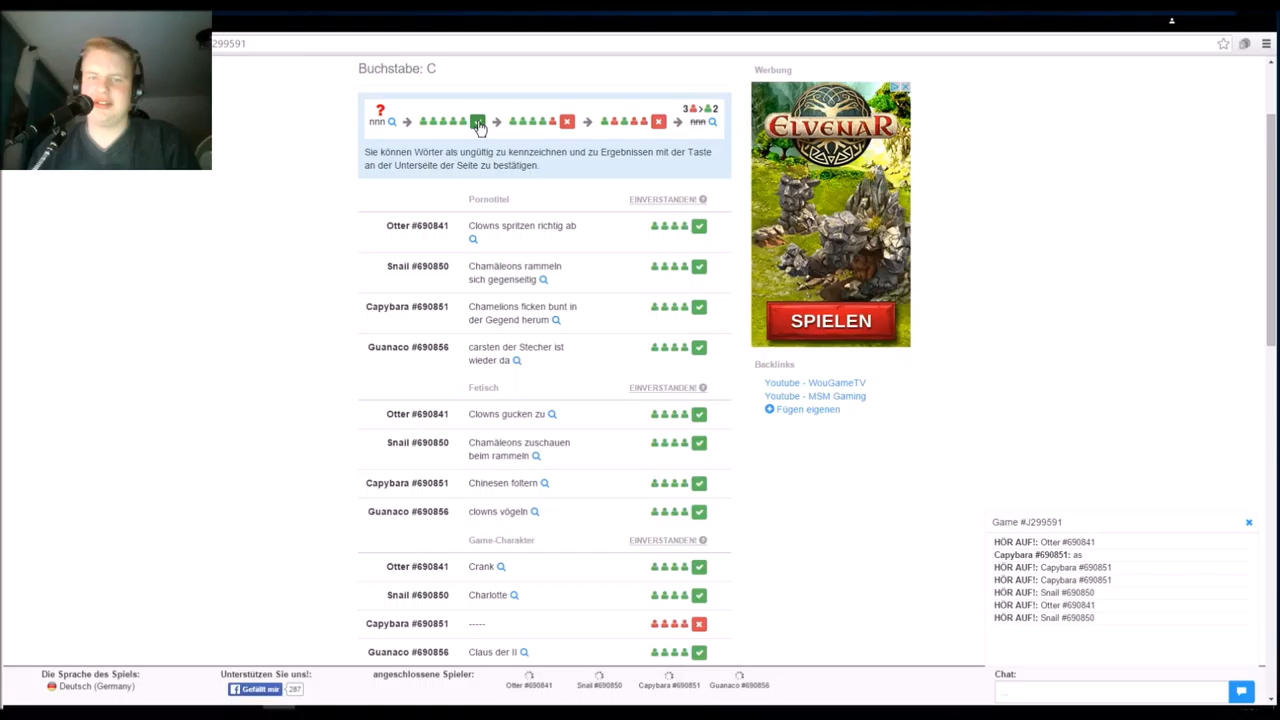 299591
Buchstabe: C
Werbung
?
nnn
3 > 2
nnn
Sie können Wörter als ungültig zu kennzeichnen und zu Ergebnissen mit der Taste
an der Unterseite der Seite zu bestätigen.
ELVENAR
SPIELEN
Pornotitel EINVERSTANDEN!
Otter #690841 Clowns spritzen richtig ab
Snail #690850 Chamäleons rammeln
sich gegenseitig
Capybara #690851 Chamelions ficken bunt in
der Gegend herum
Guanaco #690856 carsten der Stecher ist
wieder da
Fetisch EINVERSTANDEN!
Otter #690841 Clowns gucken zu
Snail #690850 Chamäleons zuschauen
beim rammeln
Capybara #690851 Chinesen foltern
Guanaco #690856 clowns vögeln
Game-Charakter EINVERSTANDEN!
Otter #690841 Crank
Snail #690850 Charlotte
Capybara #690851 -----
Guanaco #690856 Claus der II
Backlinks
Youtube - WouGameTV
Youtube - MSM Gaming
Fügen eigenen
Game #J299591
HÖR AUF!: Otter #690841
Capybara #690851: as
HÖR AUF!: Capybara #690851
HÖR AUF!: Capybara #690851
HÖR AUF!: Snail #690850
HÖR AUF!: Otter #690841
HÖR AUF!: Snail #690850
Die Sprache des Spiels:
Deutsch (Germany)
Unterstützen Sie uns!:
Gefällt mir 287
angeschlossene Spieler:
Otter #690841 Snail #690850 Capybara #690851 Guanaco #690856
Chat:
...